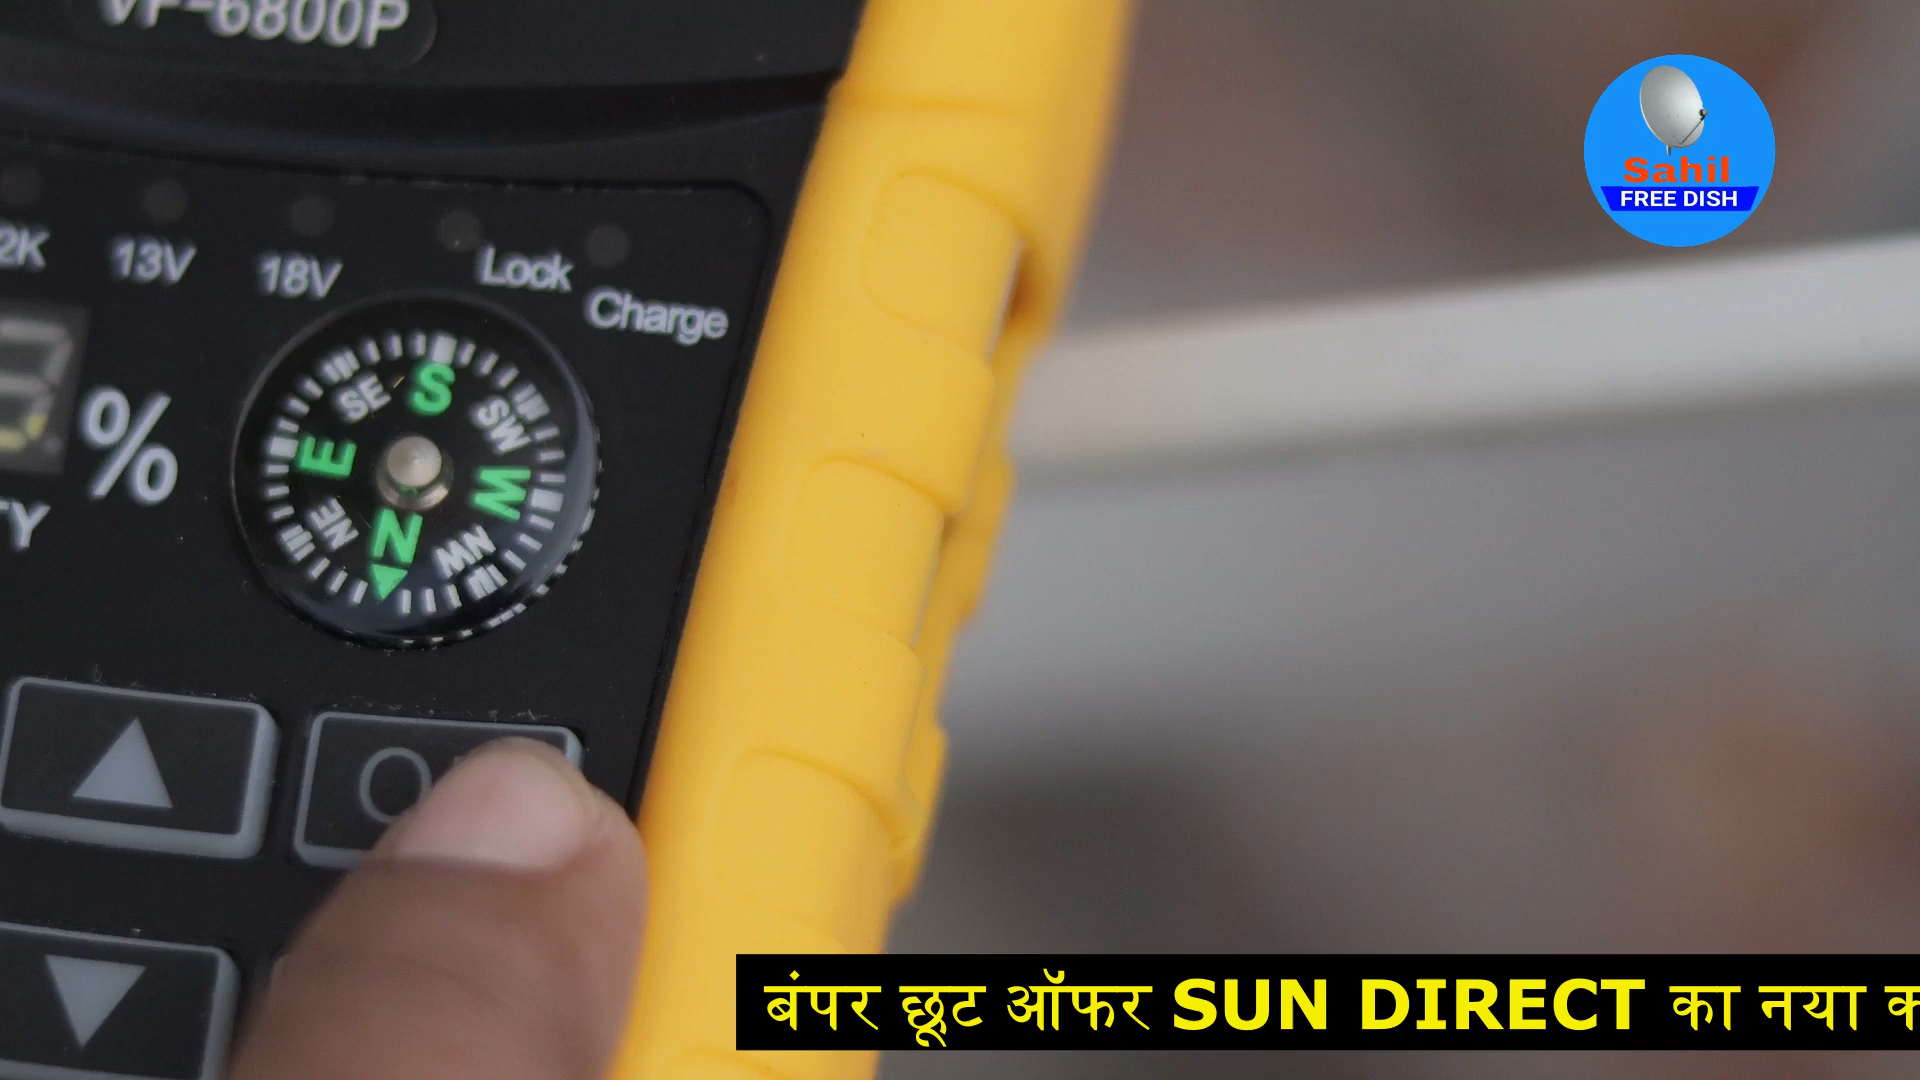 VF-6800P
Sahil
FREE DISH
2K 13V 18V Lock Charge
%
TY
S
SE SW
E W
NE NW
N
बंपर छूट ऑफर SUN DIRECT का नया